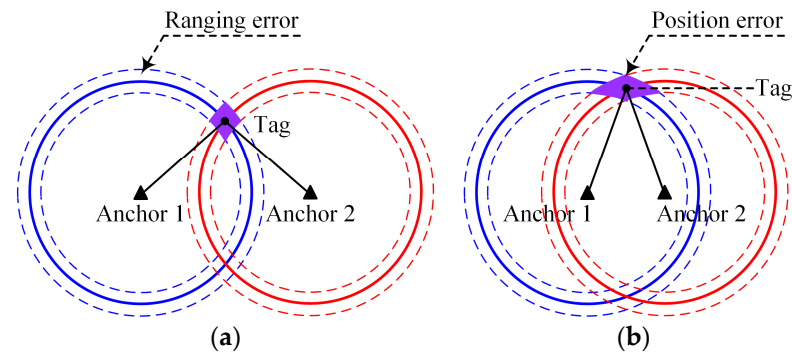 Ranging error
Position error
Tag
Tag
Anchor 1
Anchor 2
Anchor 1
Anchor 2
(a)
(b)